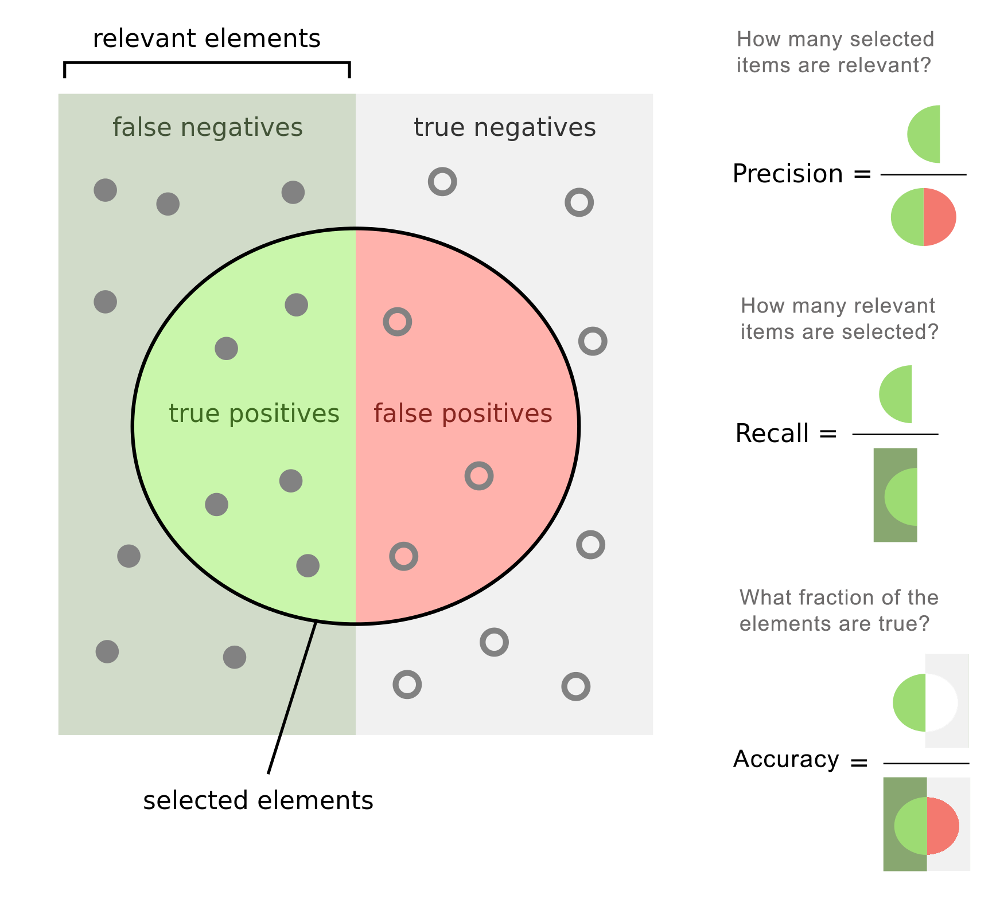 relevant elements
false negatives
true negatives
true positives
false positives
selected elements
How many selected
items are relevant?
Precision =
How many relevant
items are selected?
Recall =
What fraction of the
elements are true?
Accuracy =